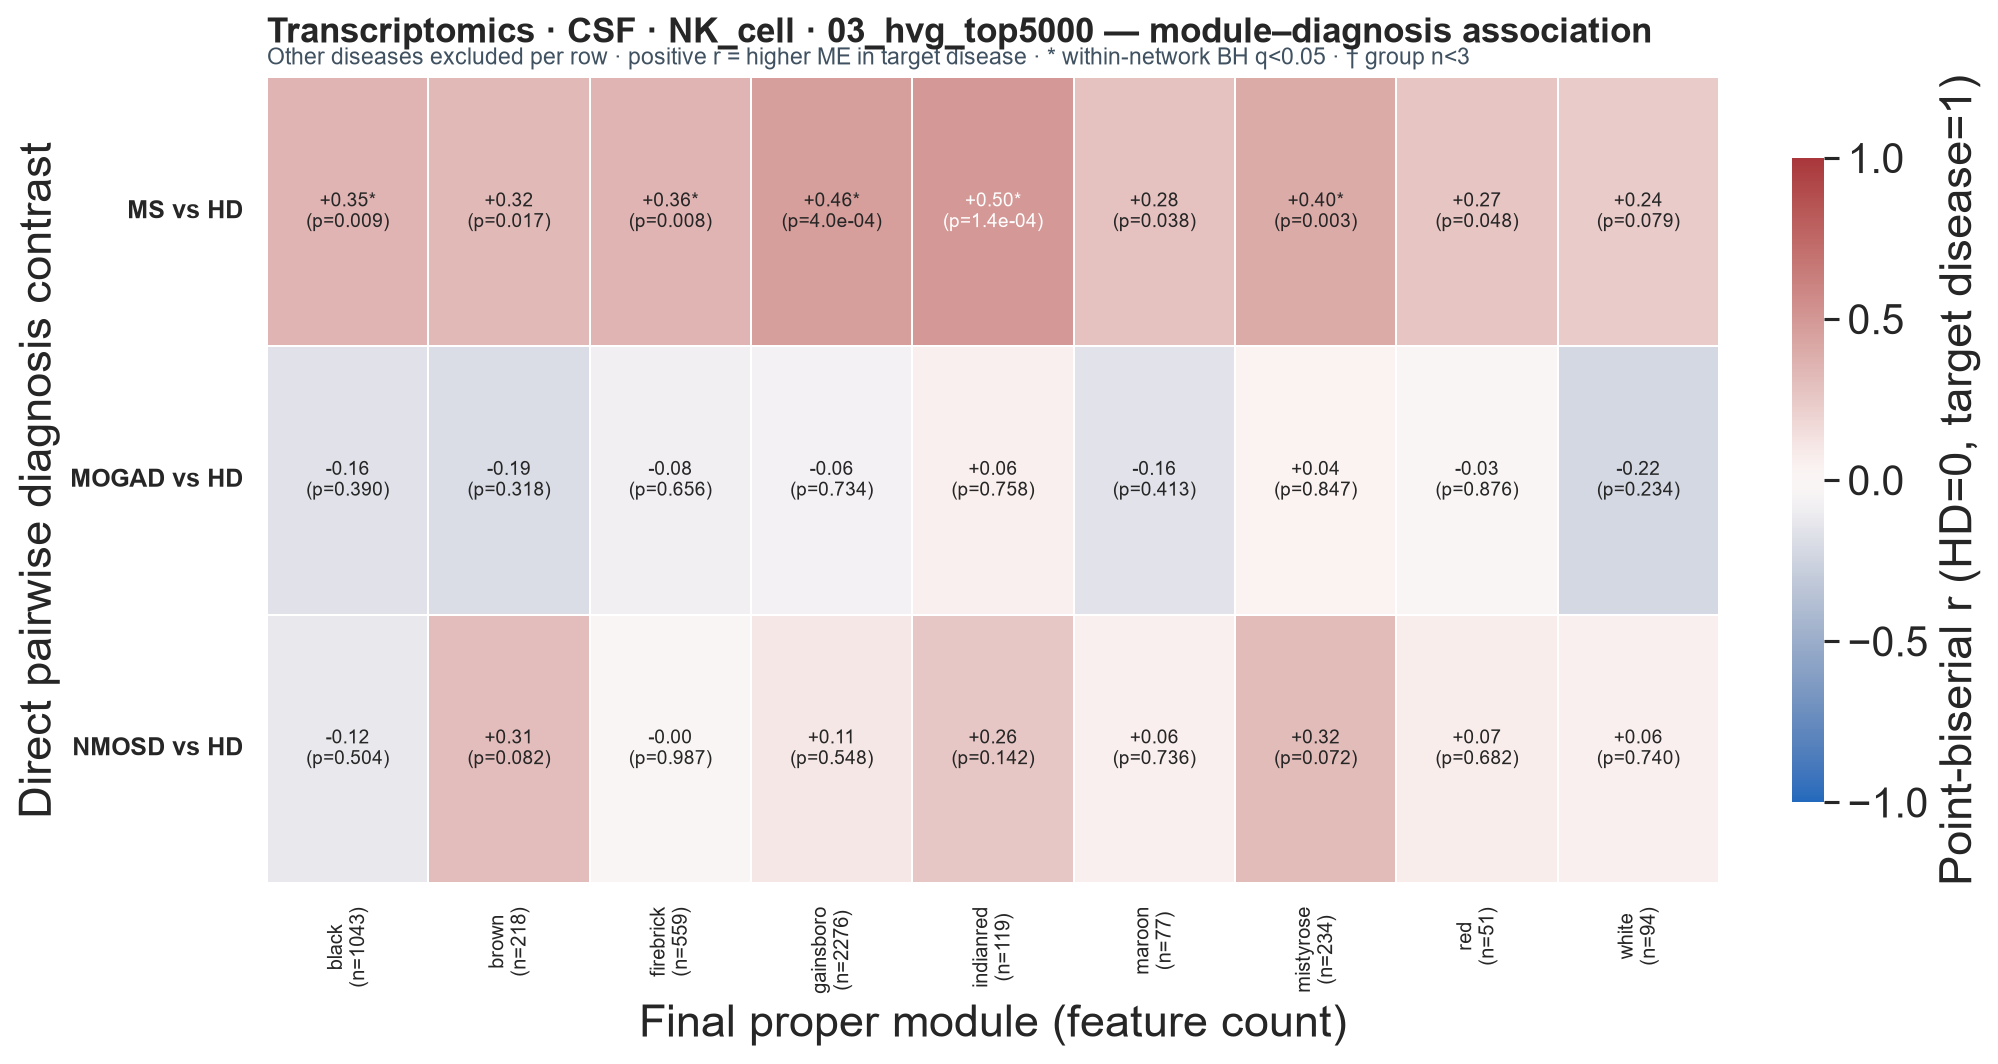 Transcriptomics · CSF · NK_cell · 03_hvg_top5000 — module–diagnosis association
Other diseases excluded per row · positive r = higher ME in target disease · * within-network BH q<0.05 · † group n<3
Direct pairwise diagnosis contrast
MS vs HD
+0.35* +0.32 +0.36* +0.46* +0.50* +0.28 +0.40* +0.27 +0.24
(p=0.009) (p=0.017) (p=0.008) (p=4.0e-04) (p=1.4e-04) (p=0.038) (p=0.003) (p=0.048) (p=0.079)
MOGAD vs HD
-0.16 -0.19 -0.08 -0.06 +0.06 -0.16 +0.04 -0.03 -0.22
(p=0.390) (p=0.318) (p=0.656) (p=0.734) (p=0.758) (p=0.413) (p=0.847) (p=0.876) (p=0.234)
NMOSD vs HD
-0.12 +0.31 -0.00 +0.11 +0.26 +0.06 +0.32 +0.07 +0.06
(p=0.504) (p=0.082) (p=0.987) (p=0.548) (p=0.142) (p=0.736) (p=0.072) (p=0.682) (p=0.740)
black
(n=1043)
brown
(n=218)
firebrick
(n=559)
gainsboro
(n=2276)
indianred
(n=119)
maroon
(n=77)
mistyrose
(n=234)
red
(n=51)
white
(n=94)
Final proper module (feature count)
1.0
0.5
0.0
−0.5
−1.0
Point-biserial r (HD=0, target disease=1)